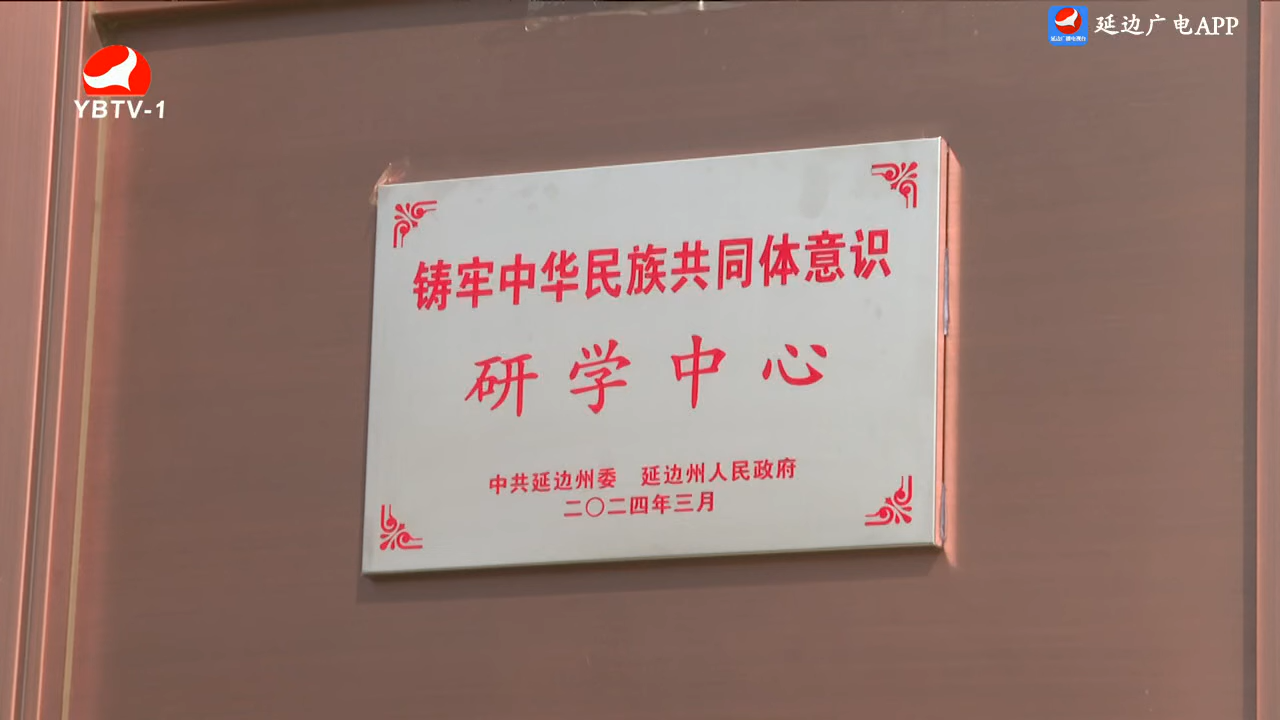 延边广电APP
YBTV-1
铸牢中华民族共同体意识
研学中心
中共延边州委 延边州人民政府
二〇二四年三月